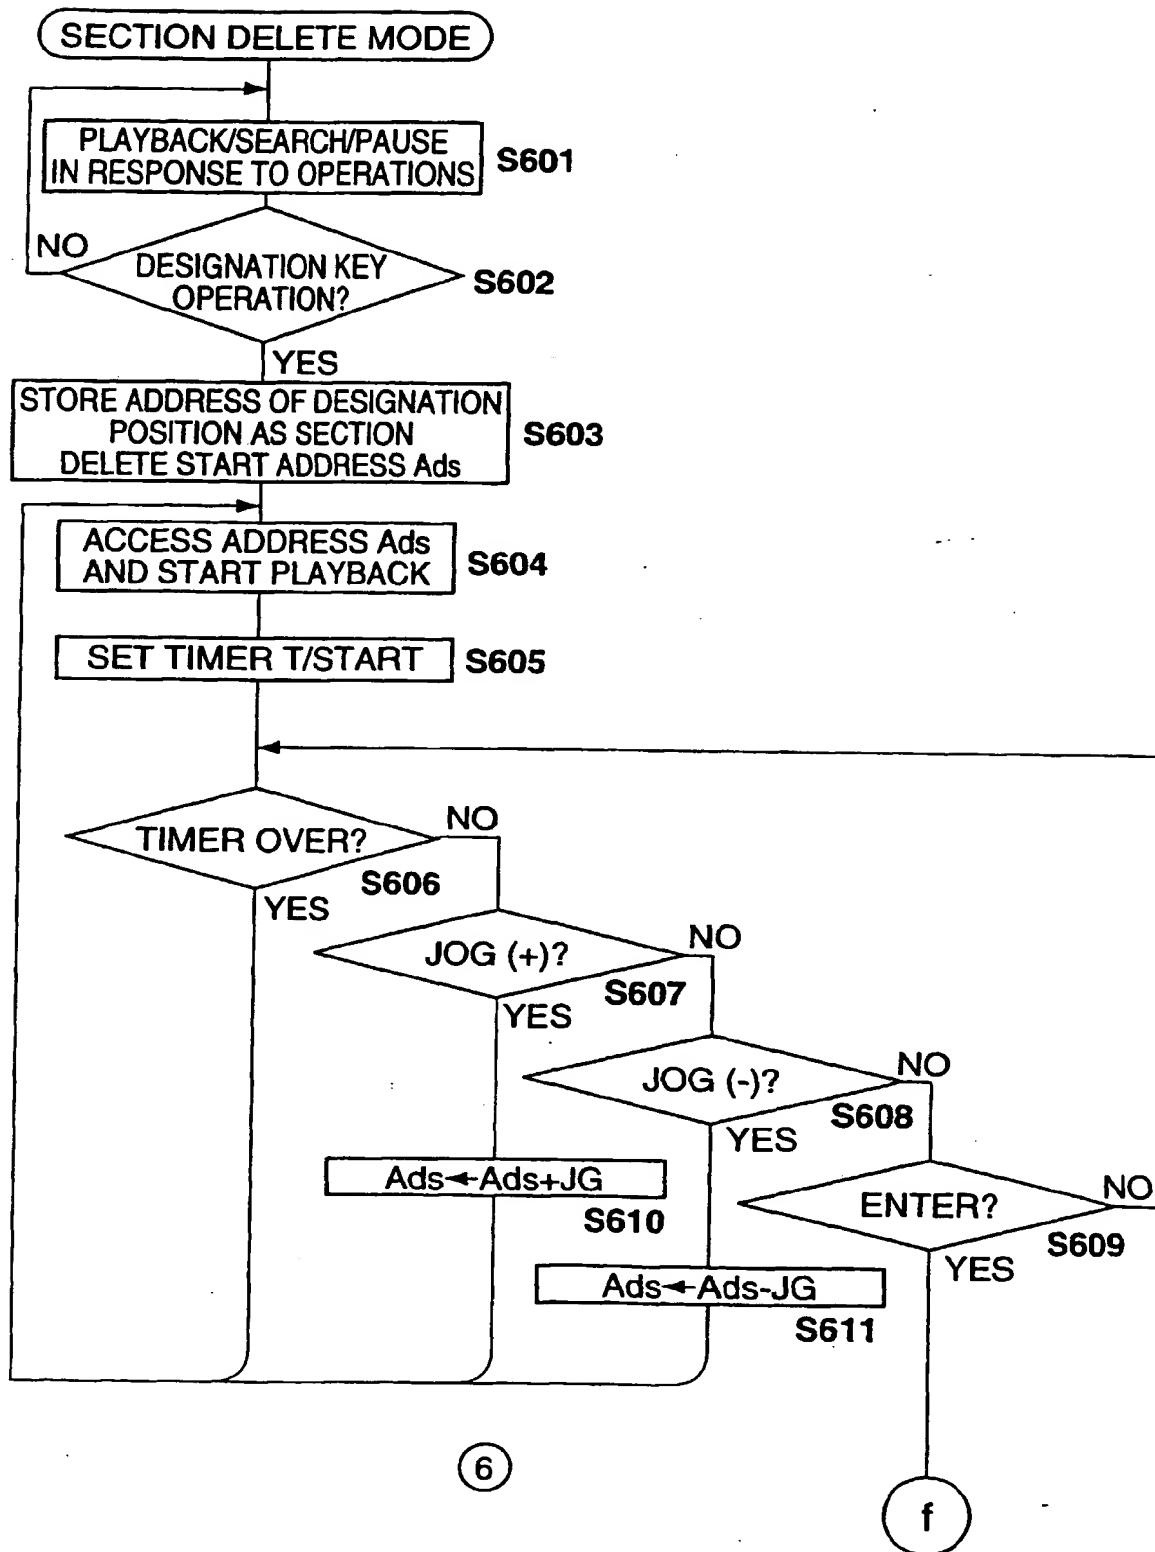 SECTION DELETE MODE
PLAYBACK/SEARCH/PAUSE
IN RESPONSE TO OPERATIONS
S601
NO
DESIGNATION KEY
OPERATION?
S602
YES
STORE ADDRESS OF DESIGNATION
POSITION AS SECTION
DELETE START ADDRESS Ads
S603
ACCESS ADDRESS Ads
AND START PLAYBACK
S604
SET TIMER T/START
S605
TIMER OVER?
NO
S606
YES
JOG (+)?
NO
S607
YES
JOG (-)?
NO
S608
YES
Ads←Ads+JG
S610
ENTER?
NO
S609
YES
Ads←Ads-JG
S611
6
f